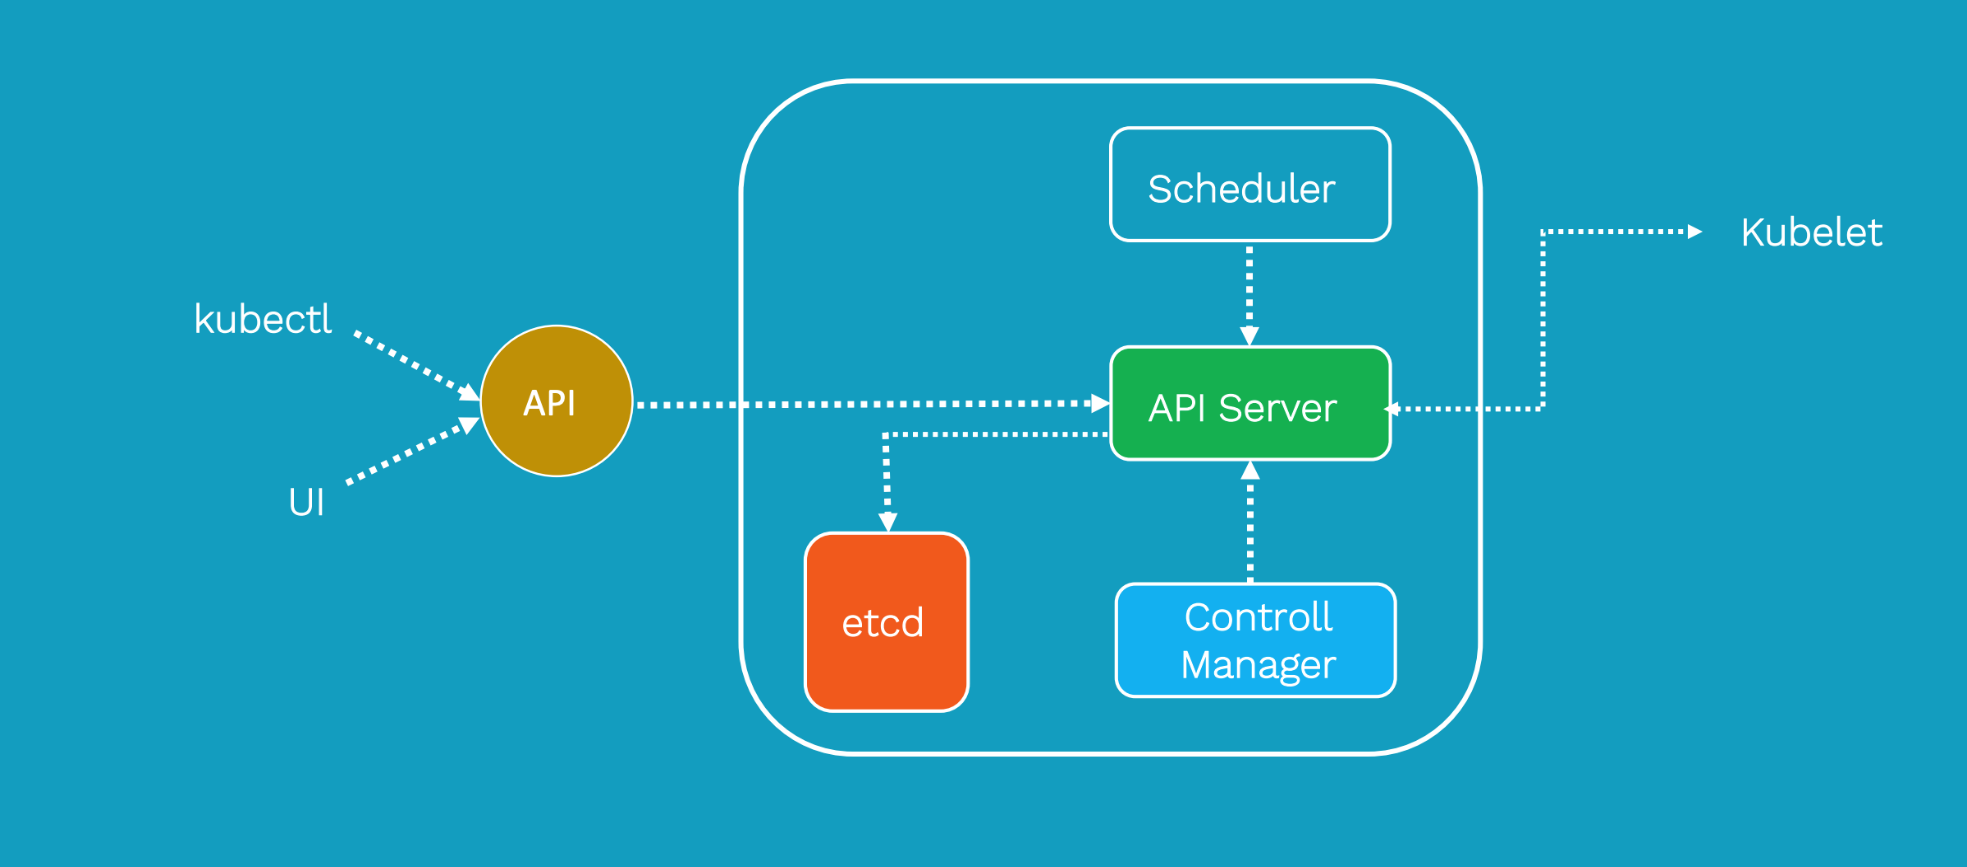 Scheduler
Kubelet
kubectl
API
API Server
UI
etcd
Controll
Manager